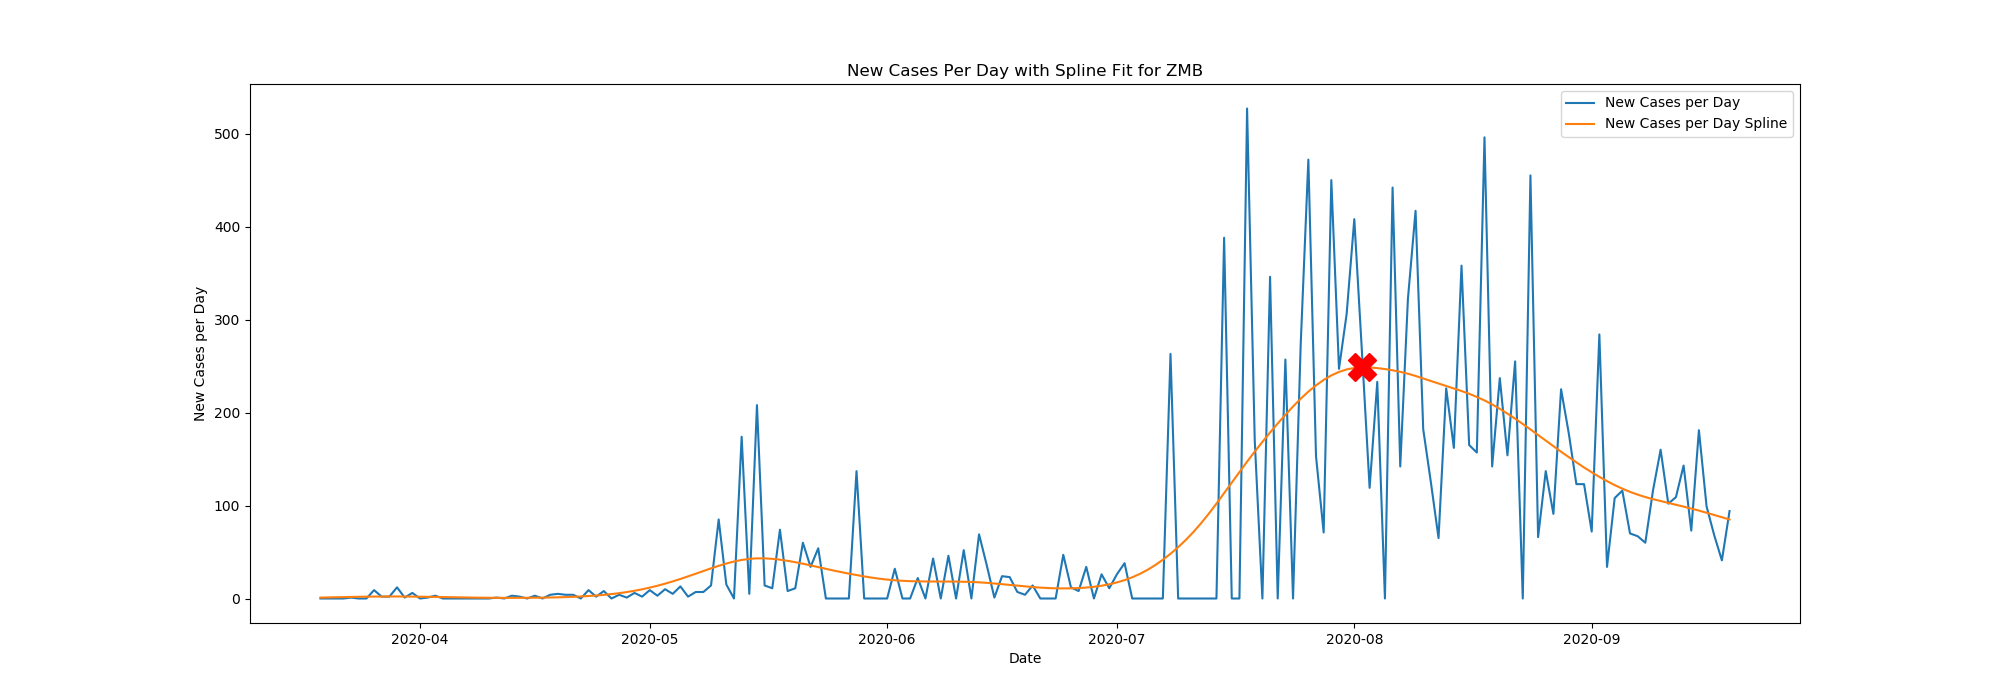 New Cases Per Day with Spline Fit for ZMB
New Cases per Day
New Cases per Day Spline
500
400
300
200
100
0
New Cases per Day
2020-04
2020-05
2020-06
2020-07
2020-08
2020-09
Date